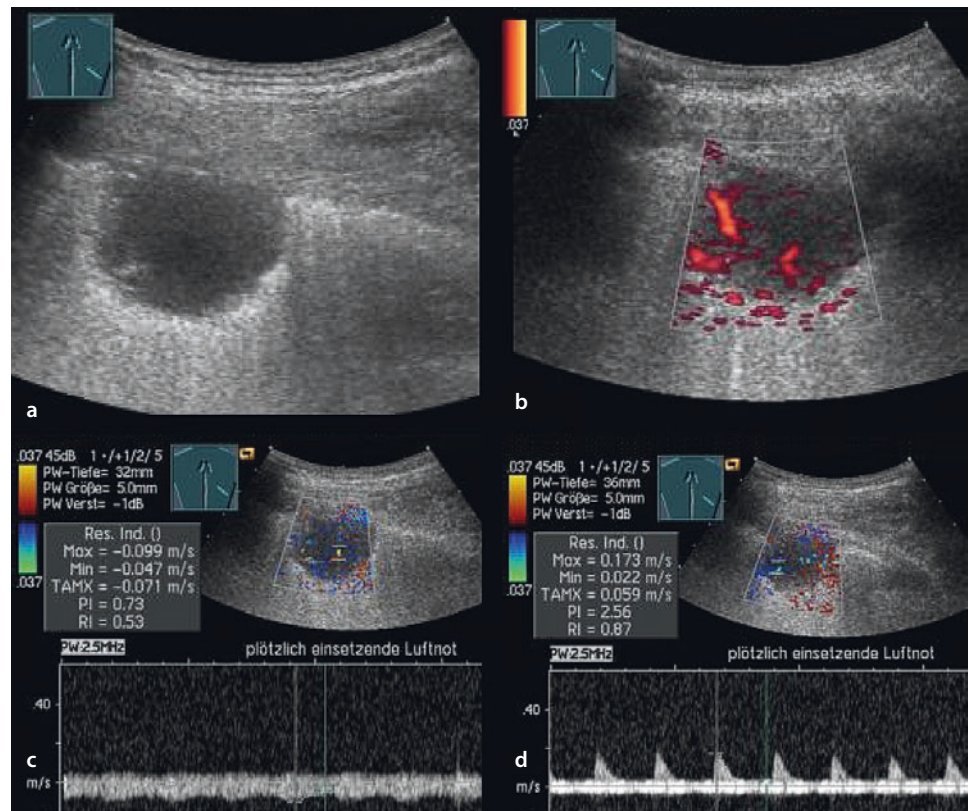 .037
a
b
.037 45dB 1 •/+1/2/ 5
PW-Tiefe= 32mm
PW Größe= 5.0mm
PW Verst= -1dB
.037
Res. Ind. ()
Max = -0.099 m/s
Min = -0.047 m/s
TAMX = -0.071 m/s
PI = 0.73
RI = 0.53
PW:2.5MHz
plötzlich einsetzende Luftnot
.40
c
m/s
.037 45dB 1 •/+1/2/ 5
PW-Tiefe= 36mm
PW Größe= 5.0mm
PW Verst= -1dB
.037
Res. Ind. ()
Max = 0.173 m/s
Min = 0.022 m/s
TAMX = 0.059 m/s
PI = 2.56
RI = 0.87
PW:2.5MHz
plötzlich einsetzende Luftnot
.40
d
m/s